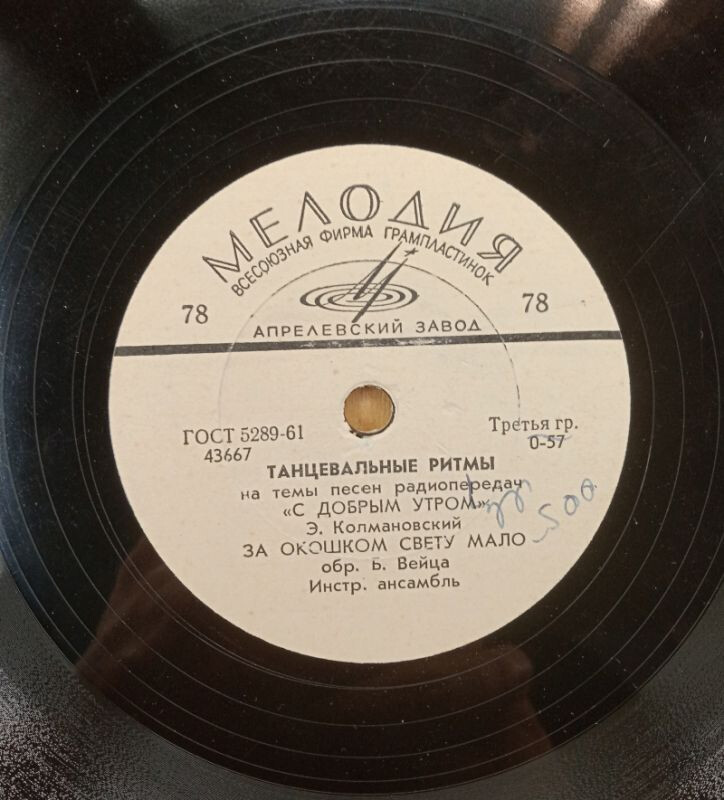 МЕЛОДИЯ
ВСЕСОЮЗНАЯ ФИРМА ГРАМПЛАСТИНОК
78
78
АПРЕЛЕВСКИЙ ЗАВОД
ГОСТ 5289-61
Третья гр.
43667
0-57
ТАНЦЕВАЛЬНЫЕ РИТМЫ
на темы песен радиопередач
«С ДОБРЫМ УТРОМ»
500
Э. Колмановский
ЗА ОКОШКОМ СВЕТУ МАЛО
обр. Б. Вейца
Инстр. ансамбль